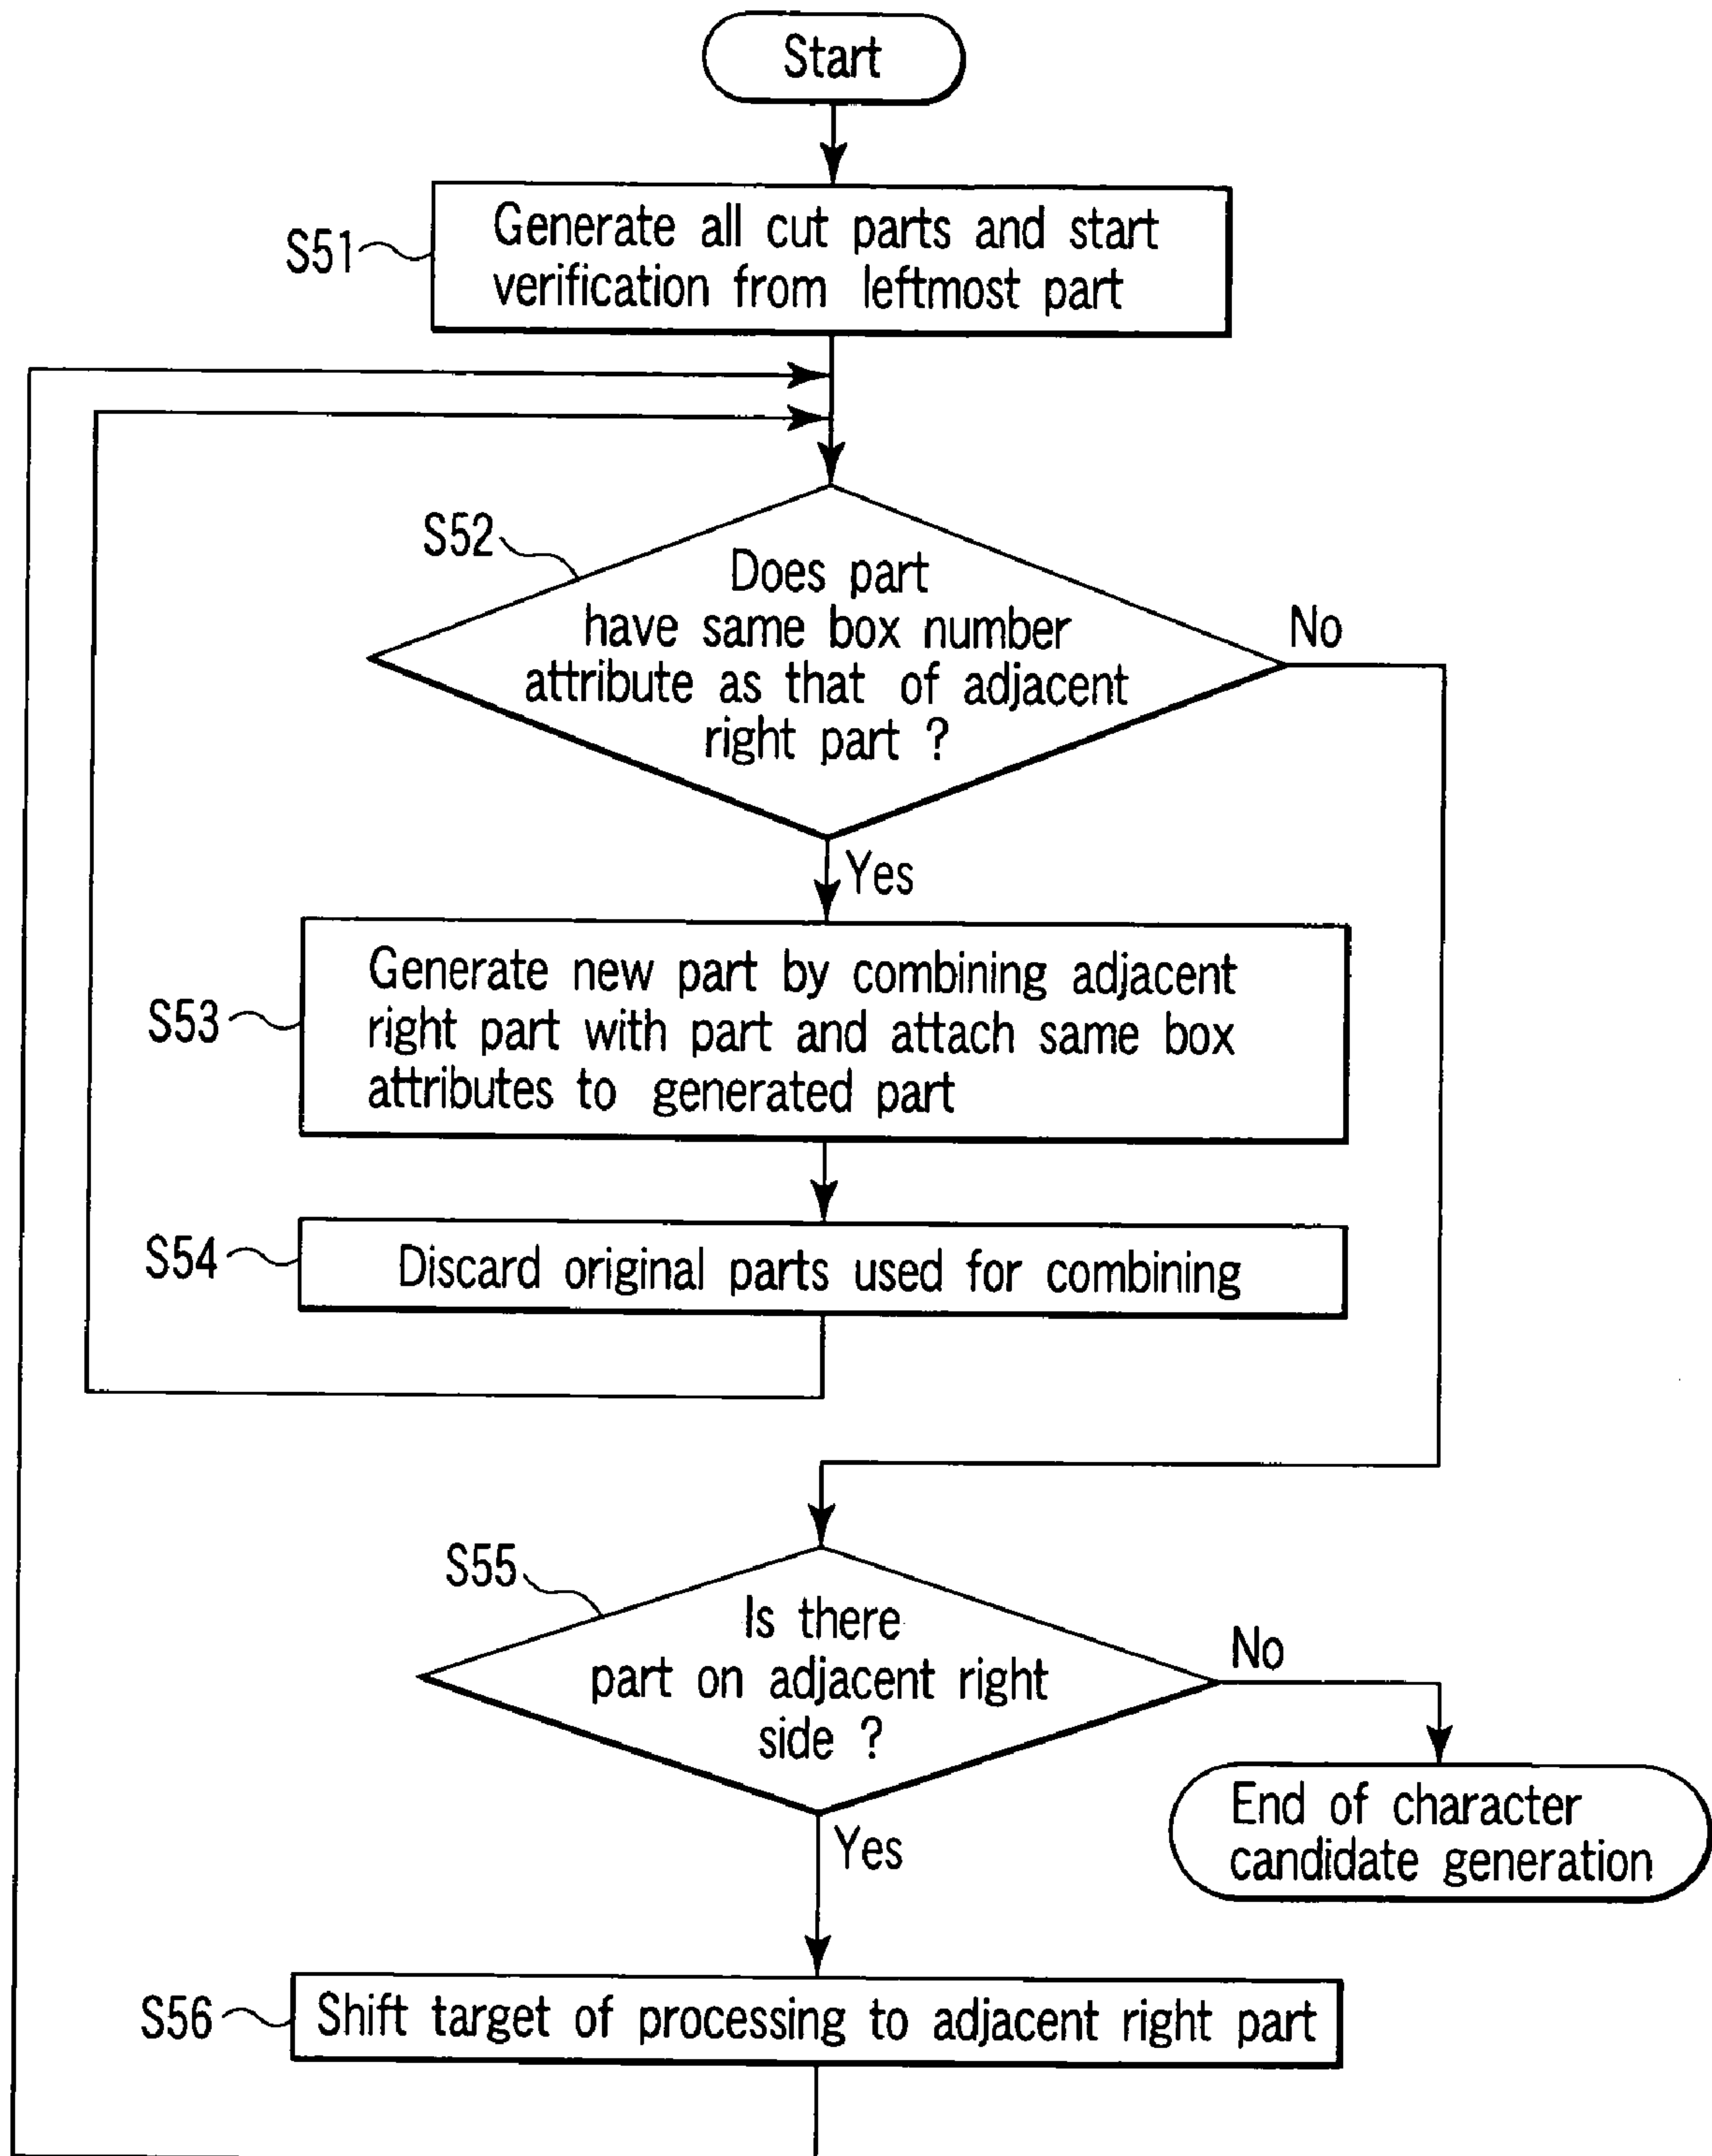 Start
S51
Generate all cut parts and start
verification from leftmost part
S52
Does part
have same box number
attribute as that of adjacent
right part ?
No
Yes
S53
Generate new part by combining adjacent
right part with part and attach same box
attributes to generated part
S54
Discard original parts used for combining
S55
Is there
part on adjacent right
side ?
No
Yes
End of character
candidate generation
S56
Shift target of processing to adjacent right part